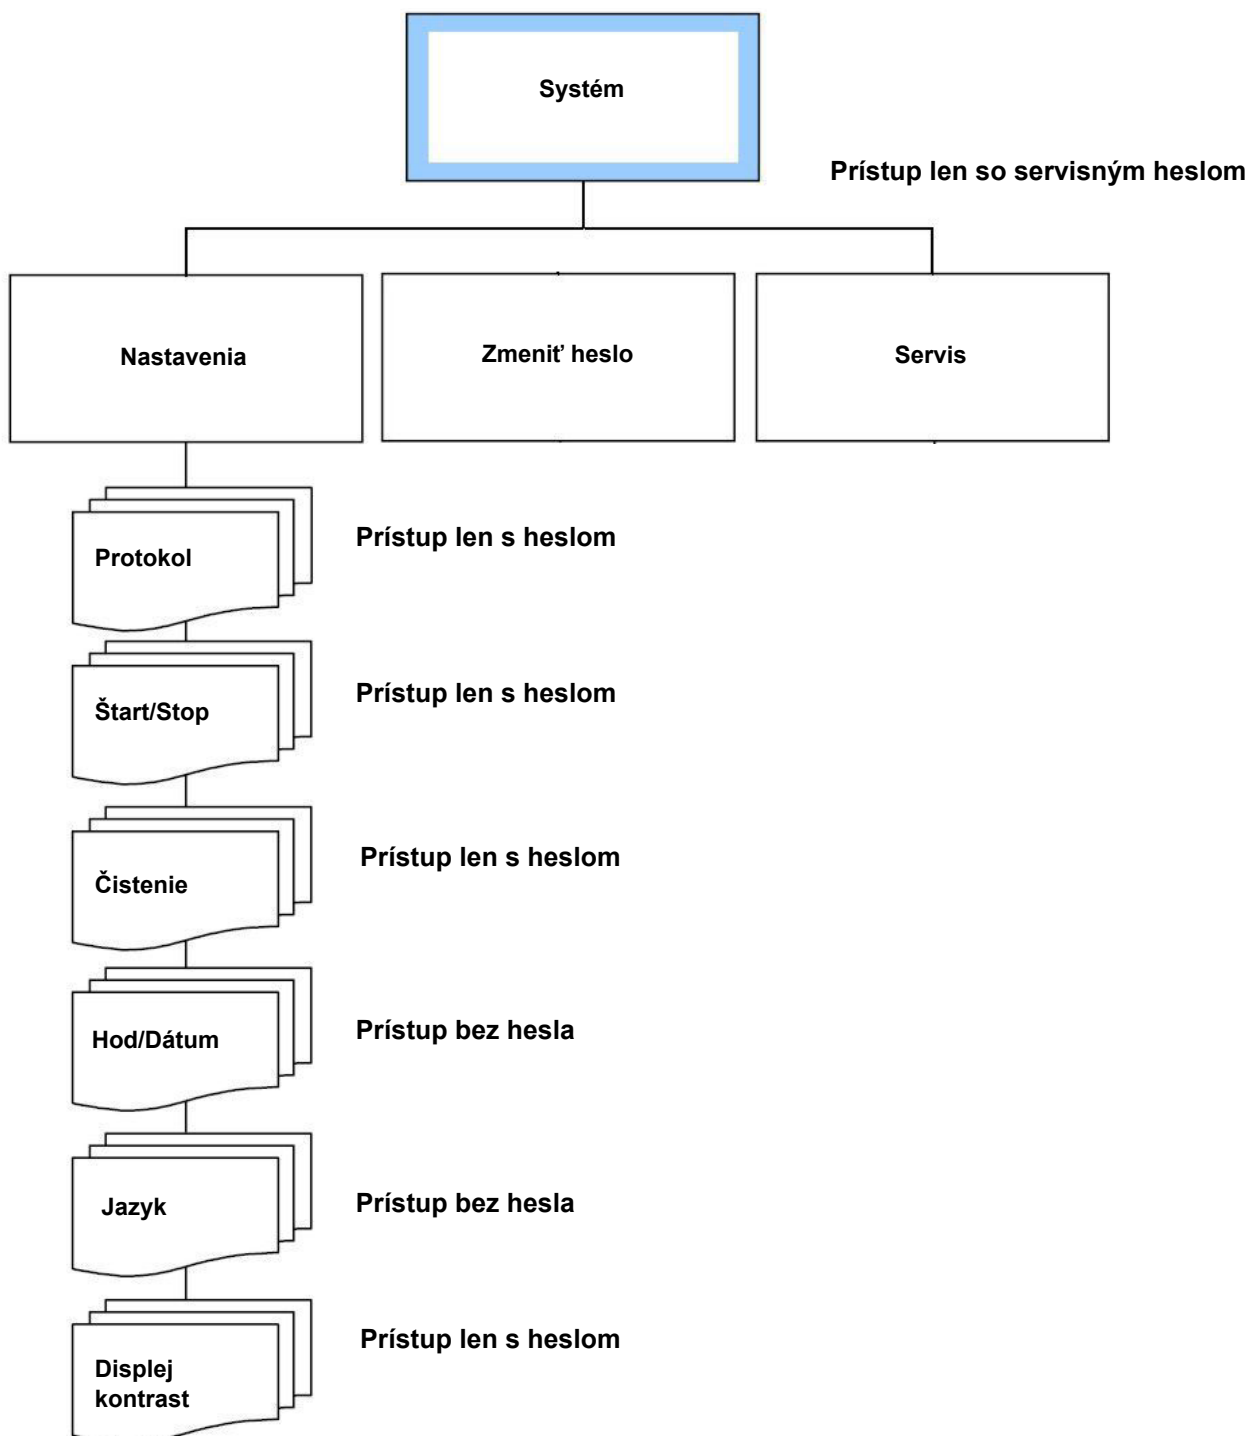 Systém
Prístup len so servisným heslom
Nastavenia
Zmeniť heslo
Servis
Protokol
Prístup len s heslom
Štart/Stop
Prístup len s heslom
Čistenie
Prístup len s heslom
Hod/Dátum
Prístup bez hesla
Jazyk
Prístup bez hesla
Displej
kontrast
Prístup len s heslom